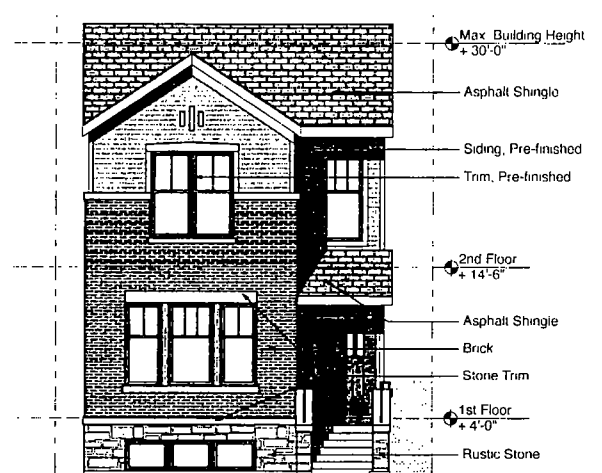 Max Building Height
+ 30'-0"
Asphalt Shingle
Siding, Pre-finished
Trim, Pre-finished
2nd Floor
+ 14'-6"
Asphalt Shingle
Brick
Stone Trim
1st Floor
+ 4'-0"
Rustic Stone